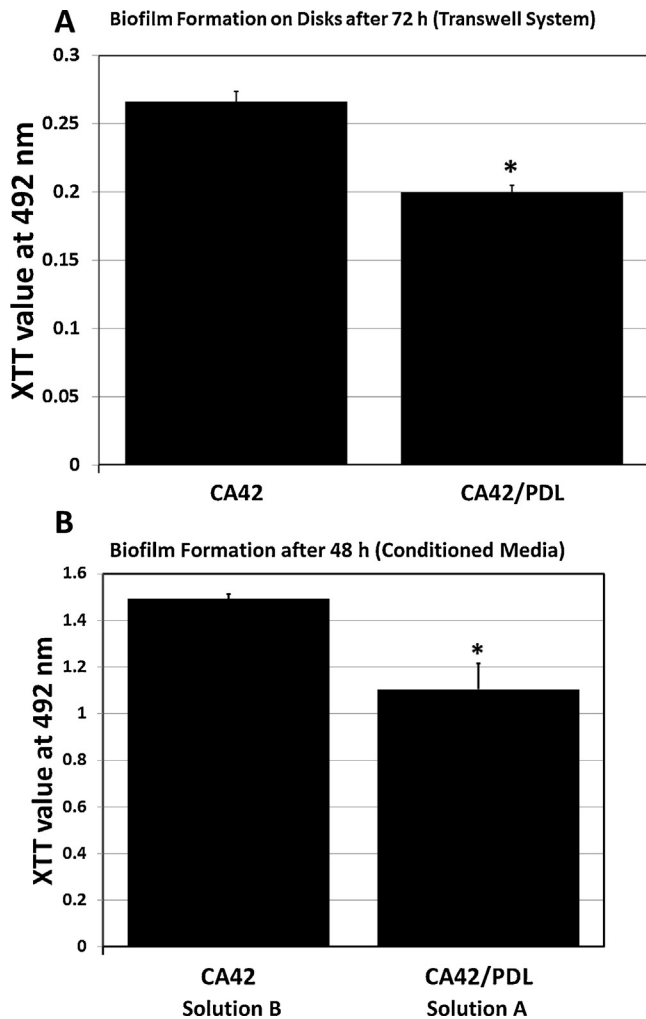 A
Biofilm Formation on Disks after 72 h (Transwell System)
XTT value at 492 nm
0.3
0.25
0.2
0.15
0.1
0.05
0
*
CA42 CA42/PDL
B
Biofilm Formation after 48 h (Conditioned Media)
XTT value at 492 nm
1.6
1.4
1.2
1
0.8
0.6
0.4
0.2
0
*
CA42 CA42/PDL
Solution B Solution A